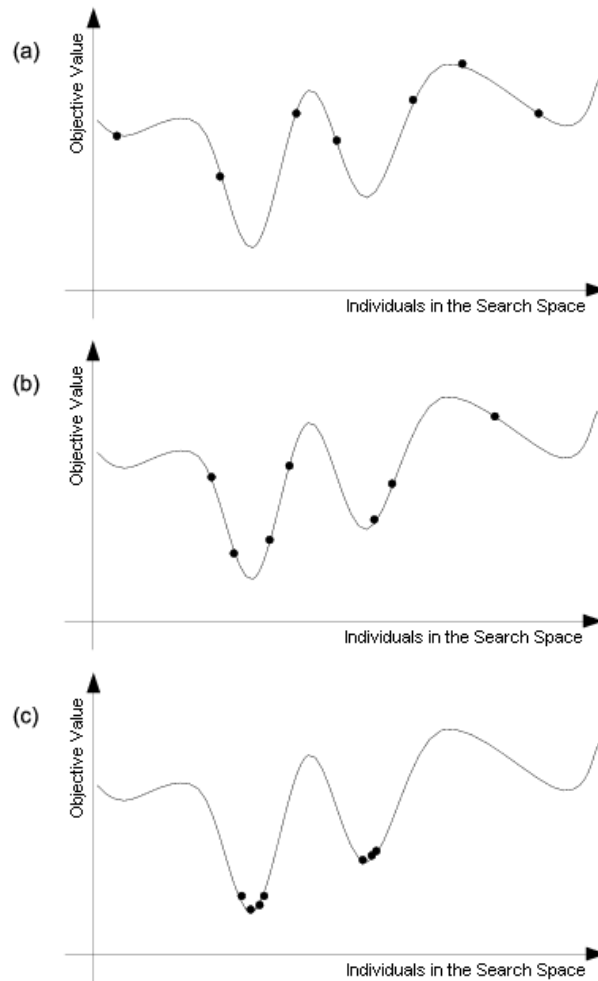 (a)
Objective Value
Individuals in the Search Space
(b)
Objective Value
Individuals in the Search Space
(c)
Objective Value
Individuals in the Search Space